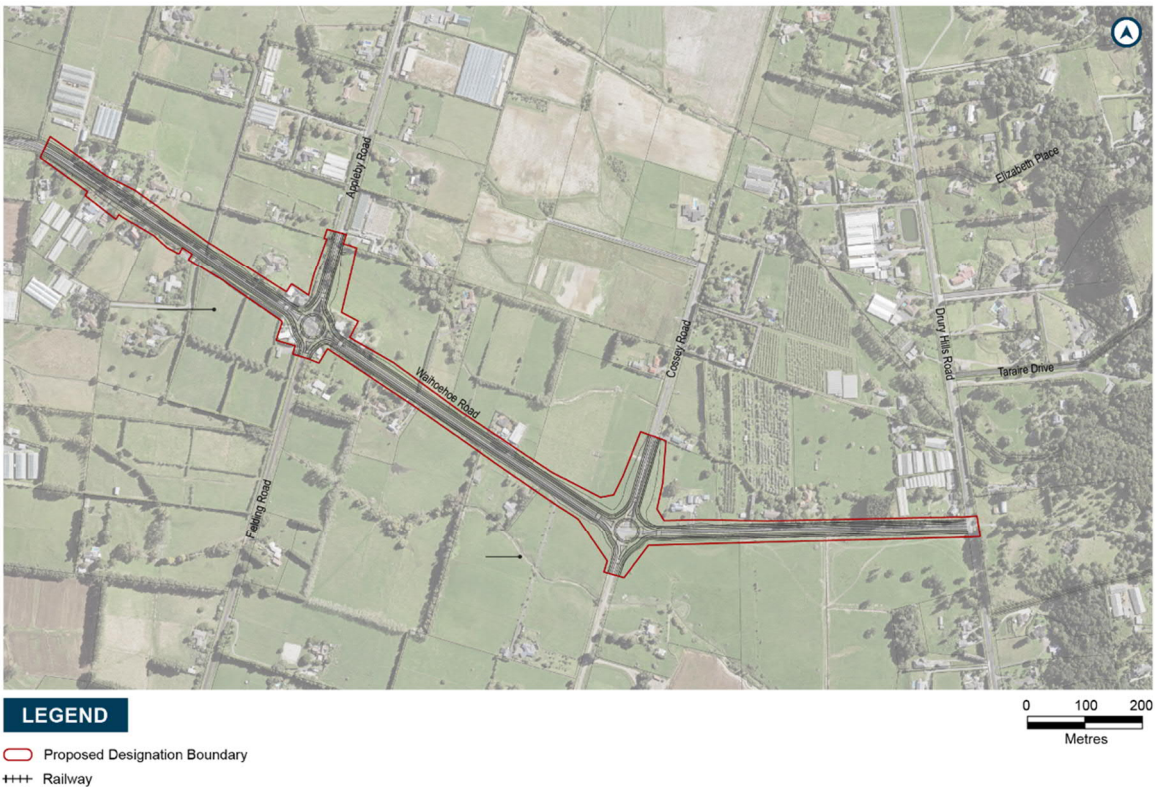 Appleby Road
Elizabeth Place
Cossey Road
Drury Hills Road
Taraire Drive
Waihoehoe Road
Fielding Road
LEGEND
0 100 200
Metres
Proposed Designation Boundary
Railway